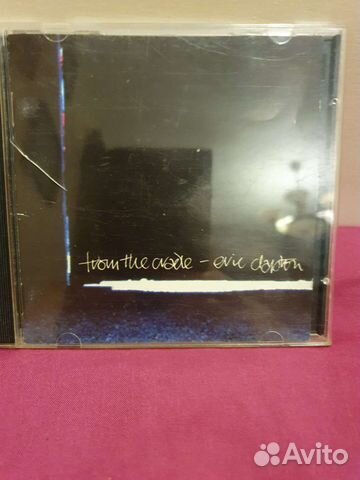 from the cradle - eric clapton
Avito